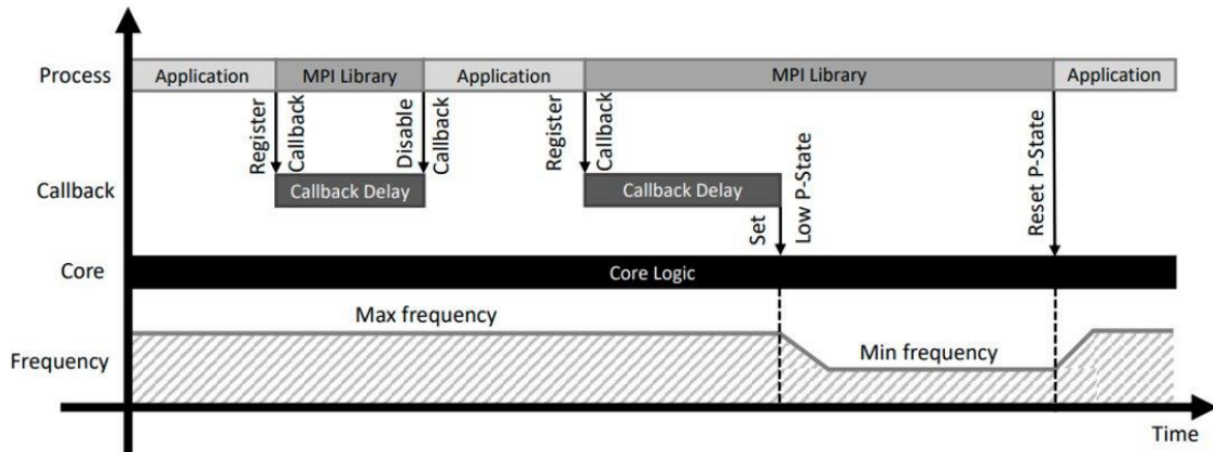 Process
Application
MPI Library
Application
MPI Library
Application
Register
Callback
Disable
Callback
Register
Callback
Set
Low P-State
Reset P-State
Callback
Callback Delay
Callback Delay
Core
Core Logic
Max frequency
Frequency
Min frequency
Time